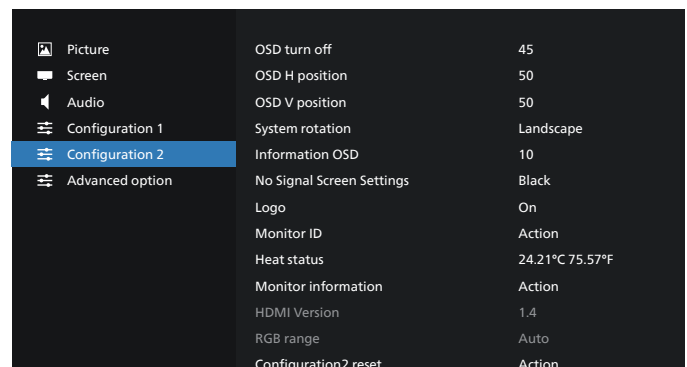 Picture
Screen
Audio
Configuration 1
Configuration 2
Advanced option
OSD turn off 45
OSD H position 50
OSD V position 50
System rotation Landscape
Information OSD 10
No Signal Screen Settings Black
Logo On
Monitor ID Action
Heat status 24.21°C 75.57°F
Monitor information Action
HDMI Version 1.4
RGB range Auto
Configuration2 reset Action